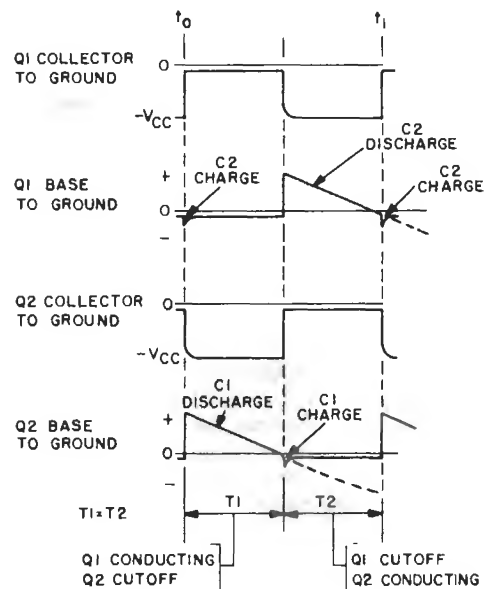 t₀
t₁
Q1 COLLECTOR
TO GROUND
0
-VCC
C2
DISCHARGE
C2
CHARGE
C2
CHARGE
Q1 BASE
TO GROUND
+
0
-
Q2 COLLECTOR
TO GROUND
0
-VCC
C1
DISCHARGE
C1
CHARGE
Q2 BASE
TO GROUND
+
0
-
T1=T2
T1
T2
Q1 CONDUCTING
Q2 CUTOFF
Q1 CUTOFF
Q2 CONDUCTING